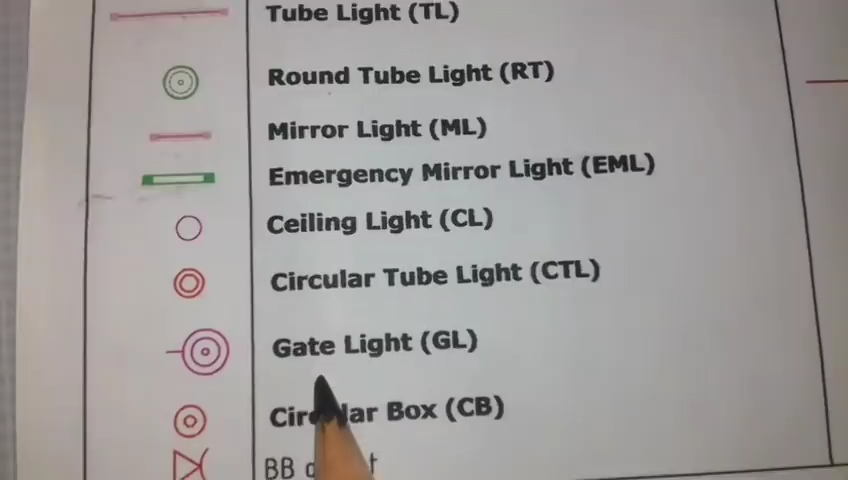 Tube Light (TL)
Round Tube Light (RT)
Mirror Light (ML)
Emergency Mirror Light (EML)
Ceiling Light (CL)
Circular Tube Light (CTL)
Gate Light (GL)
Circular Box (CB)
BB